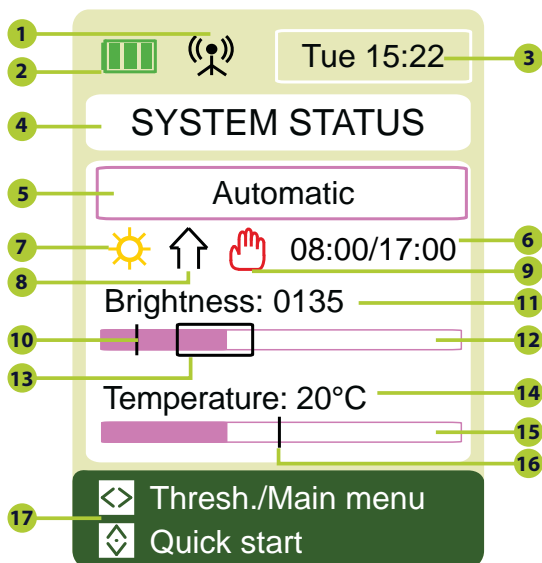 1
2
Tue 15:22
3
4
SYSTEM STATUS
5
Automatic
7
08:00/17:00
6
8
9
Brightness: 0135
11
10
12
13
Temperature: 20°C
14
15
16
17
Thresh./Main menu
Quick start